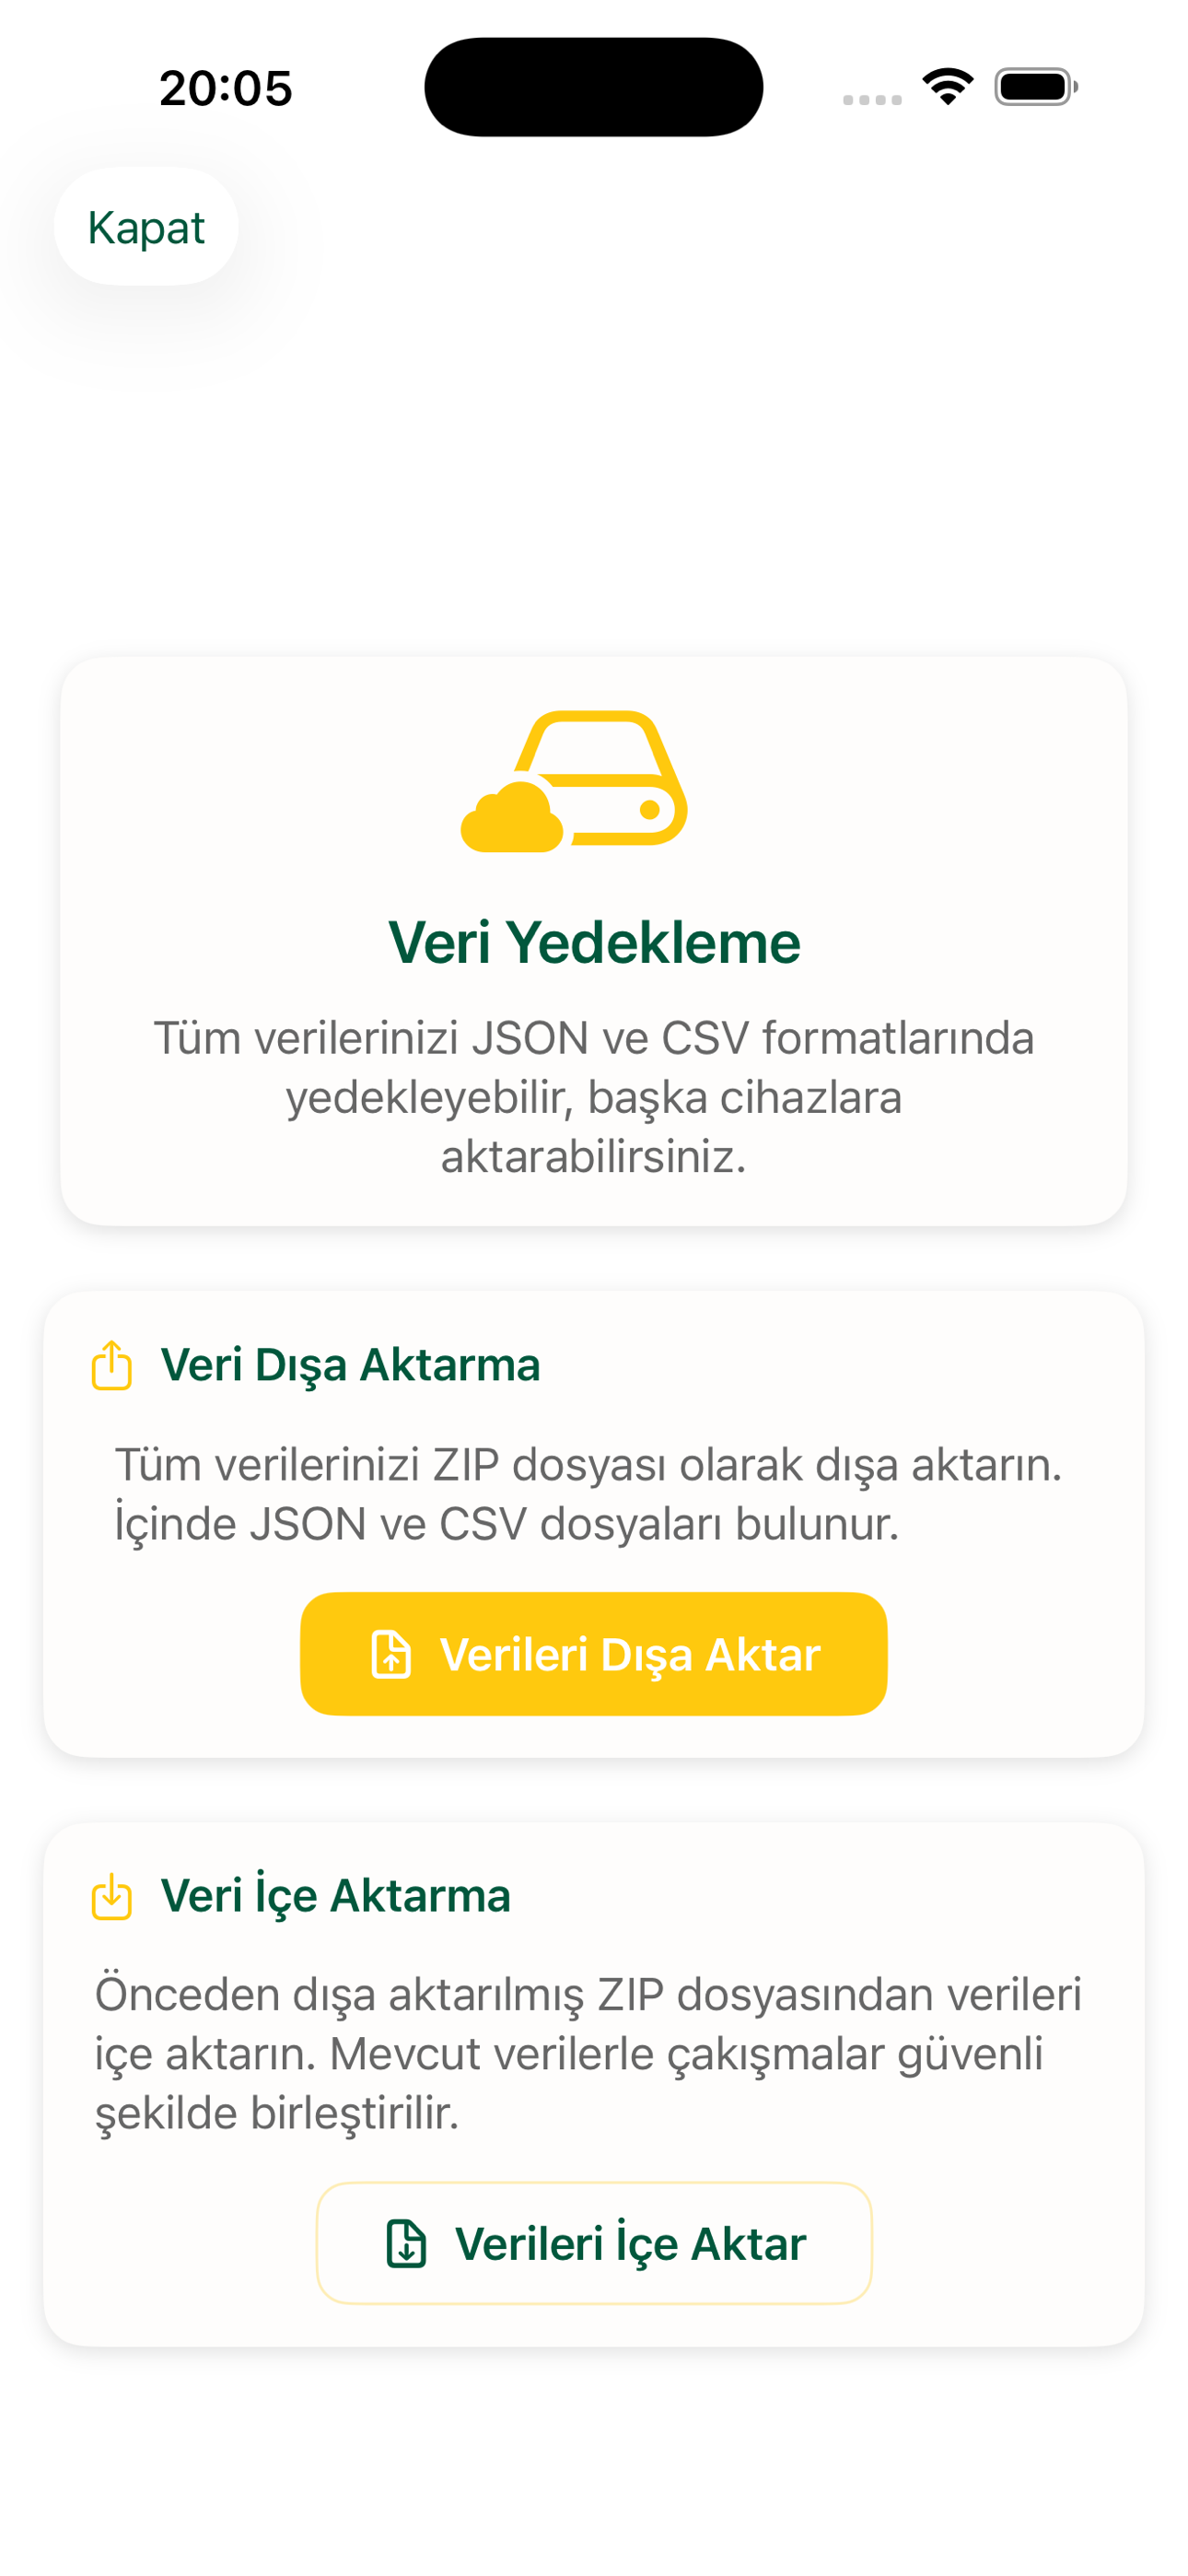 20:05
Kapat
Veri Yedekleme
Tüm verilerinizi JSON ve CSV formatlarında
yedekleyebilir, başka cihazlara
aktarabilirsiniz.
Veri Dışa Aktarma
Tüm verilerinizi ZIP dosyası olarak dışa aktarın.
İçinde JSON ve CSV dosyaları bulunur.
Verileri Dışa Aktar
Veri İçe Aktarma
Önceden dışa aktarılmış ZIP dosyasından verileri
içe aktarın. Mevcut verilerle çakışmalar güvenli
şekilde birleştirilir.
Verileri İçe Aktar